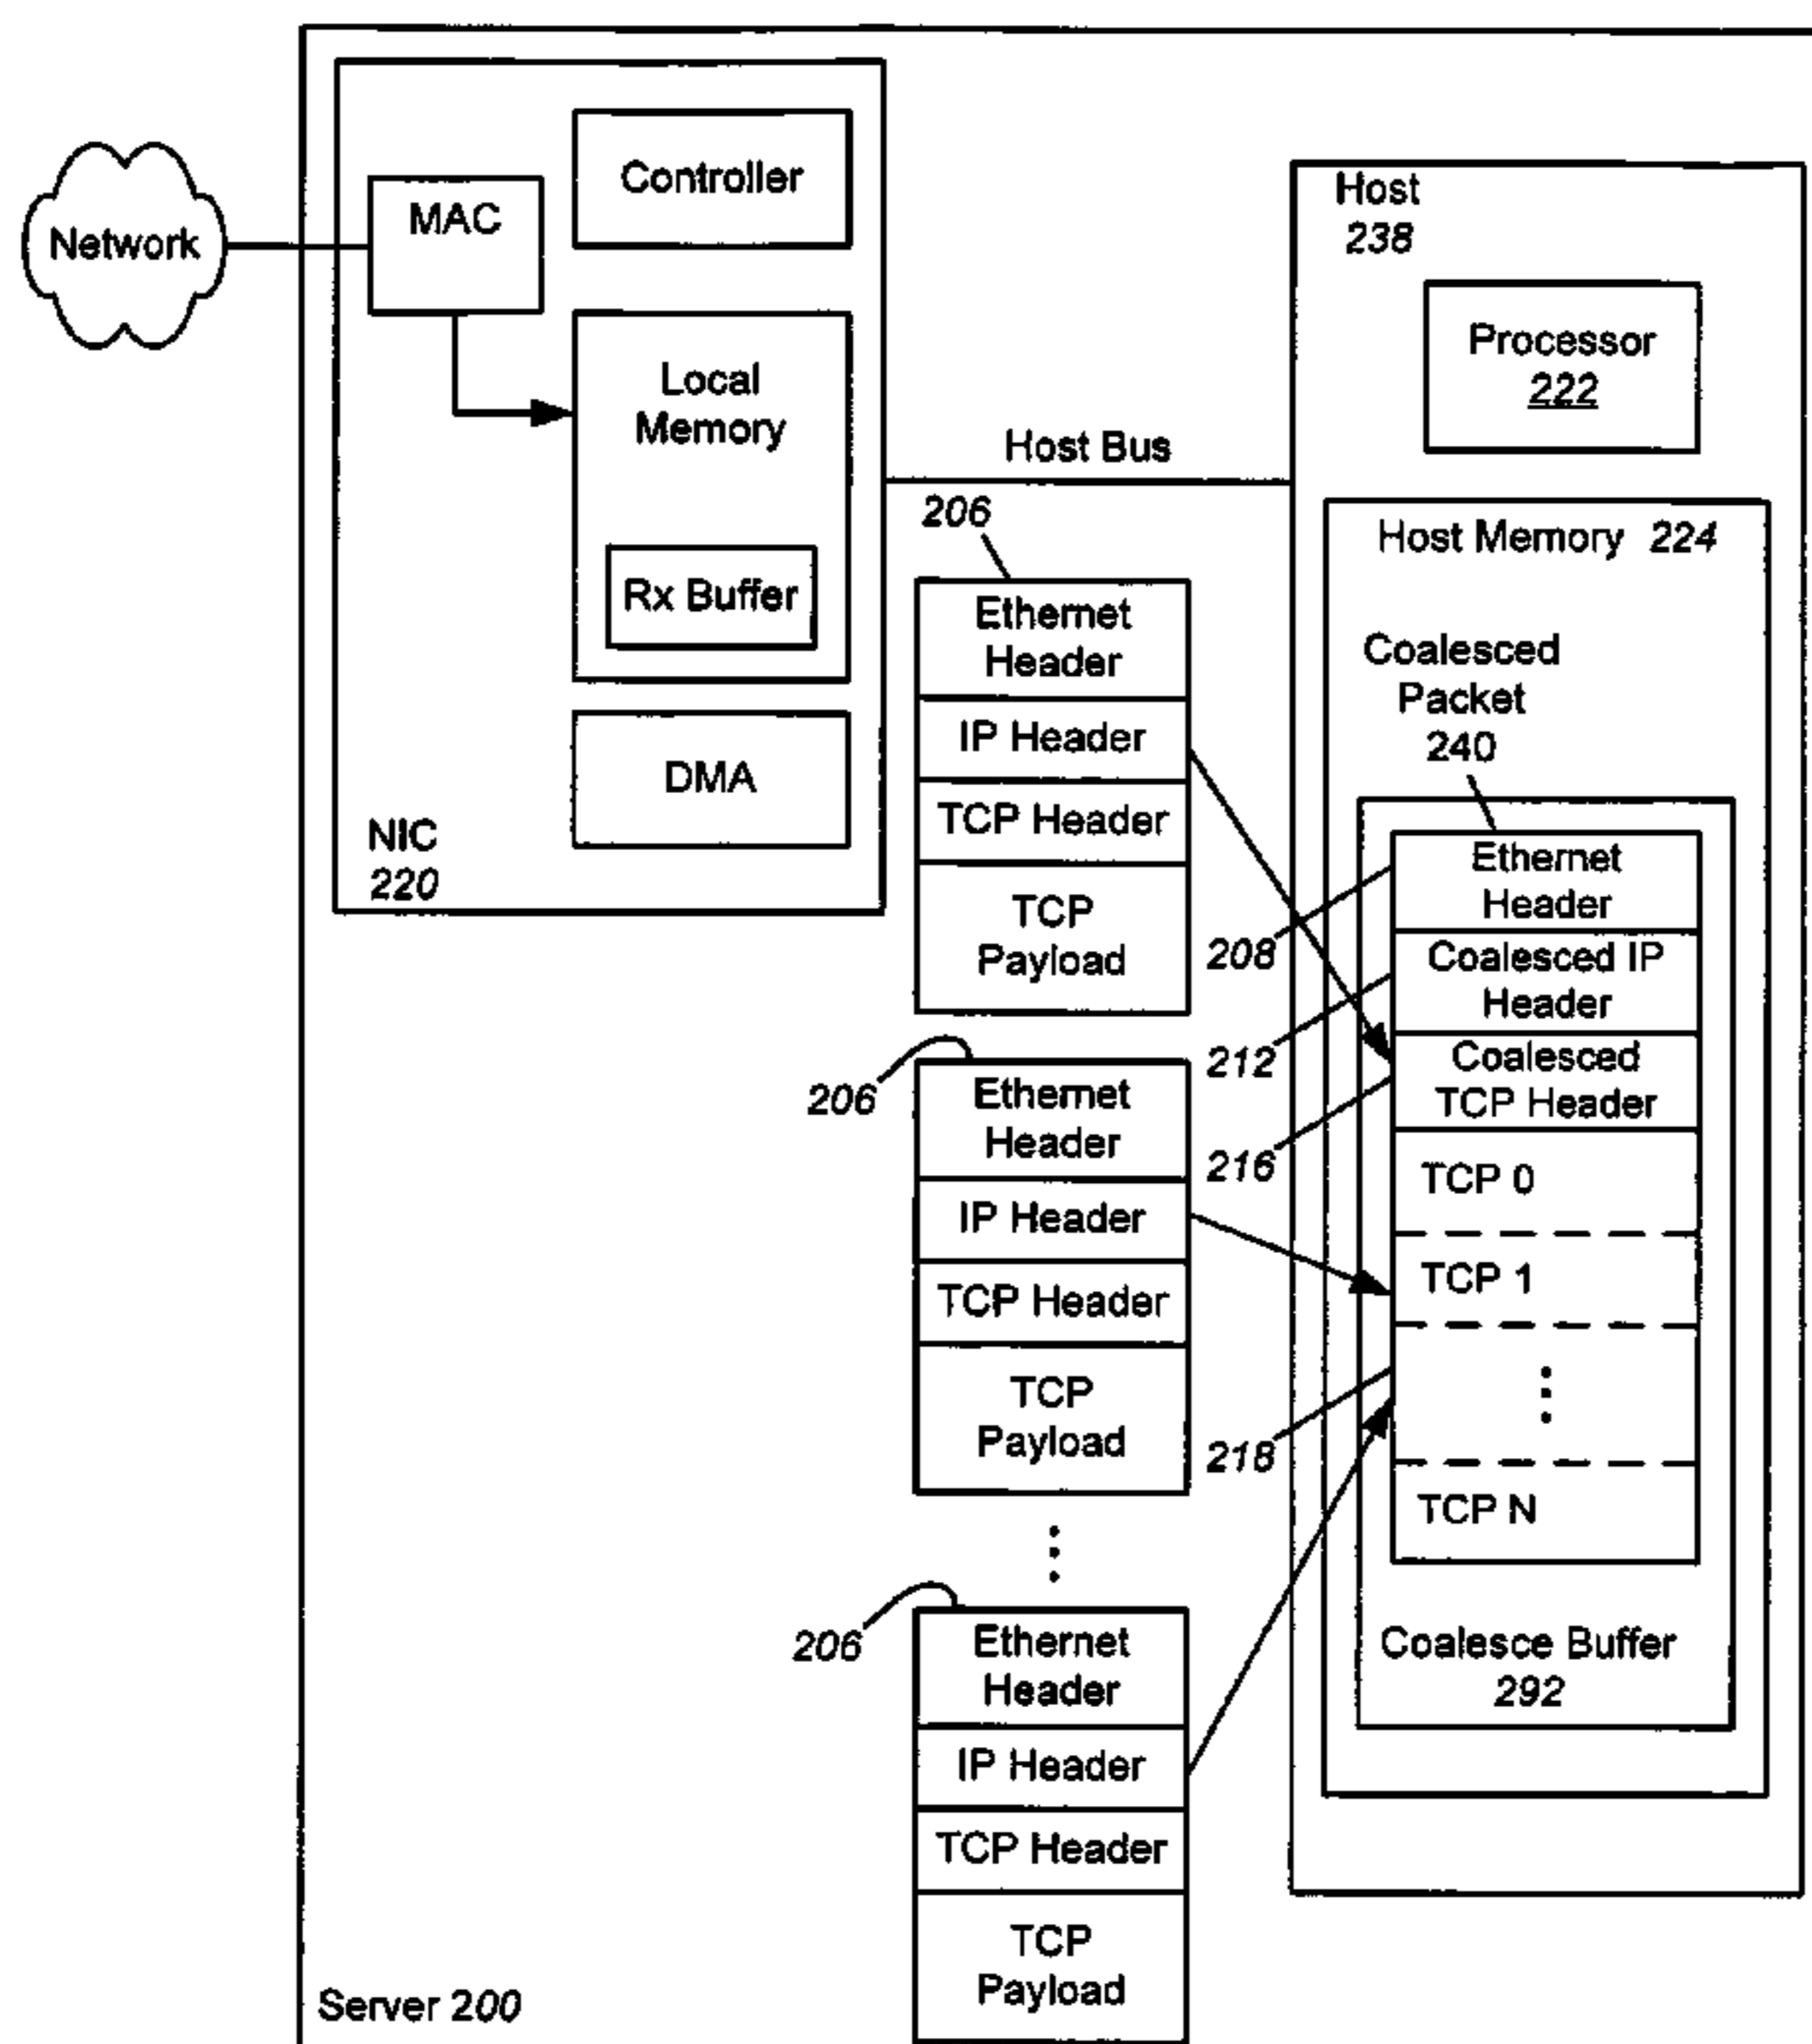 Network
MAC
Controller
Local
Memory
Rx Buffer
DMA
NIC
220
Host Bus
206
Ethernet
Header
IP Header
TCP Header
TCP
Payload
206
Ethernet
Header
IP Header
TCP Header
TCP
Payload
206
Ethernet
Header
IP Header
TCP Header
TCP
Payload
Host
238
Processor
222
Host Memory 224
Coalesced
Packet
240
208
Ethernet
Header
212
Coalesced IP
Header
216
Coalesced
TCP Header
TCP 0
TCP 1
218
TCP N
Coalesce Buffer
292
Server 200